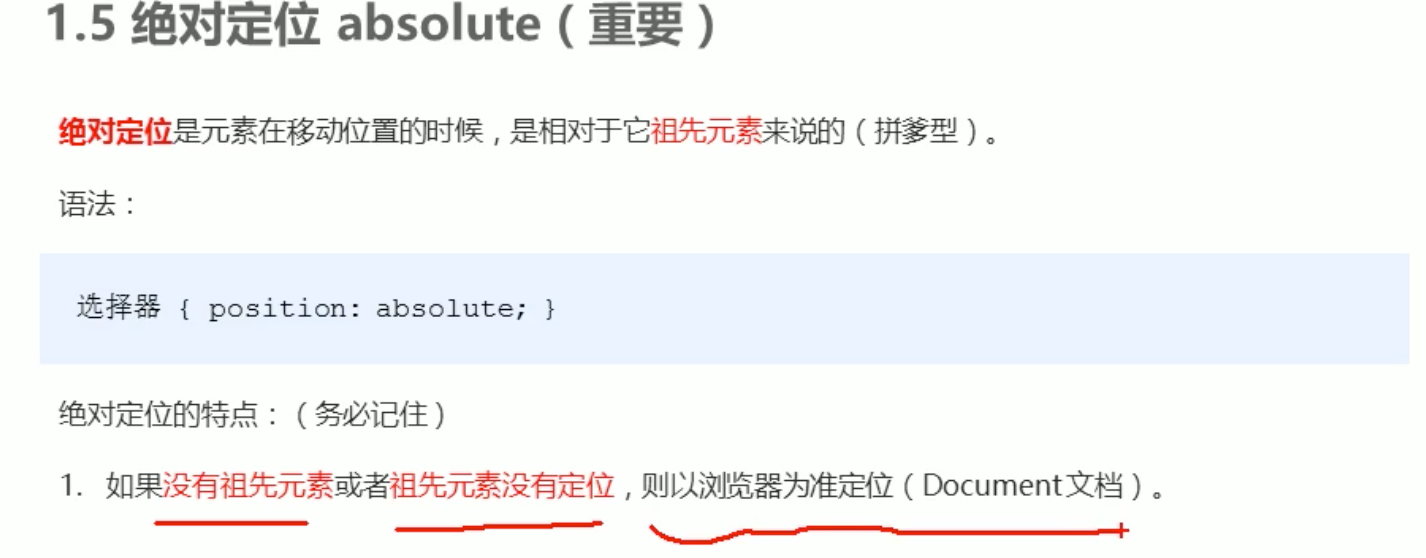 1.5 绝对定位 absolute（重要）
绝对定位是元素在移动位置的时候，是相对于它祖先元素来说的（拼爹型）。
语法：
选择器 { position: absolute; }
绝对定位的特点：（务必记住）
1. 如果没有祖先元素或者祖先元素没有定位，则以浏览器为准定位（Document文档）。